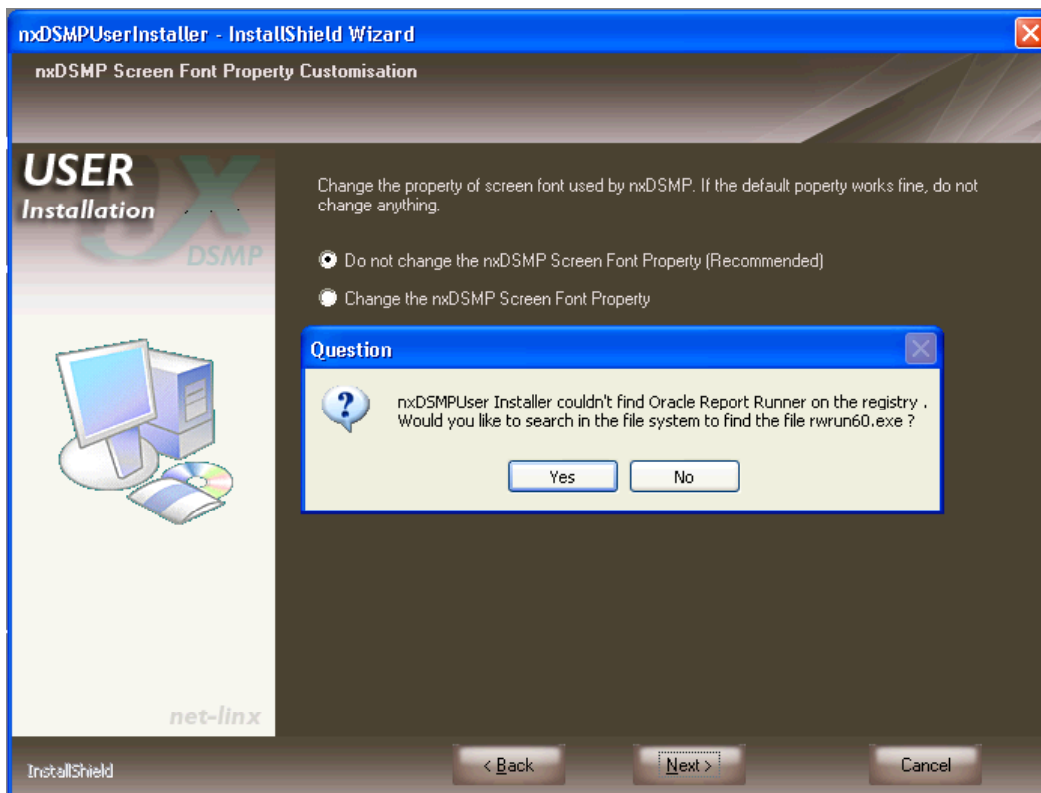 nxDSMPUserInstaller - InstallShield Wizard
nxDSMP Screen Font Property Customisation
USER
Installation
DSMP
Change the property of screen font used by nxDSMP. If the default poperty works fine, do not
change anything.
Do not change the nxDSMP Screen Font Property (Recommended)
Change the nxDSMP Screen Font Property
Question
nxDSMPUser Installer couldn't find Oracle Report Runner on the registry .
Would you like to search in the file system to find the file rwrun60.exe ?
Yes No
net-linx
InstallShield
< Back Next > Cancel